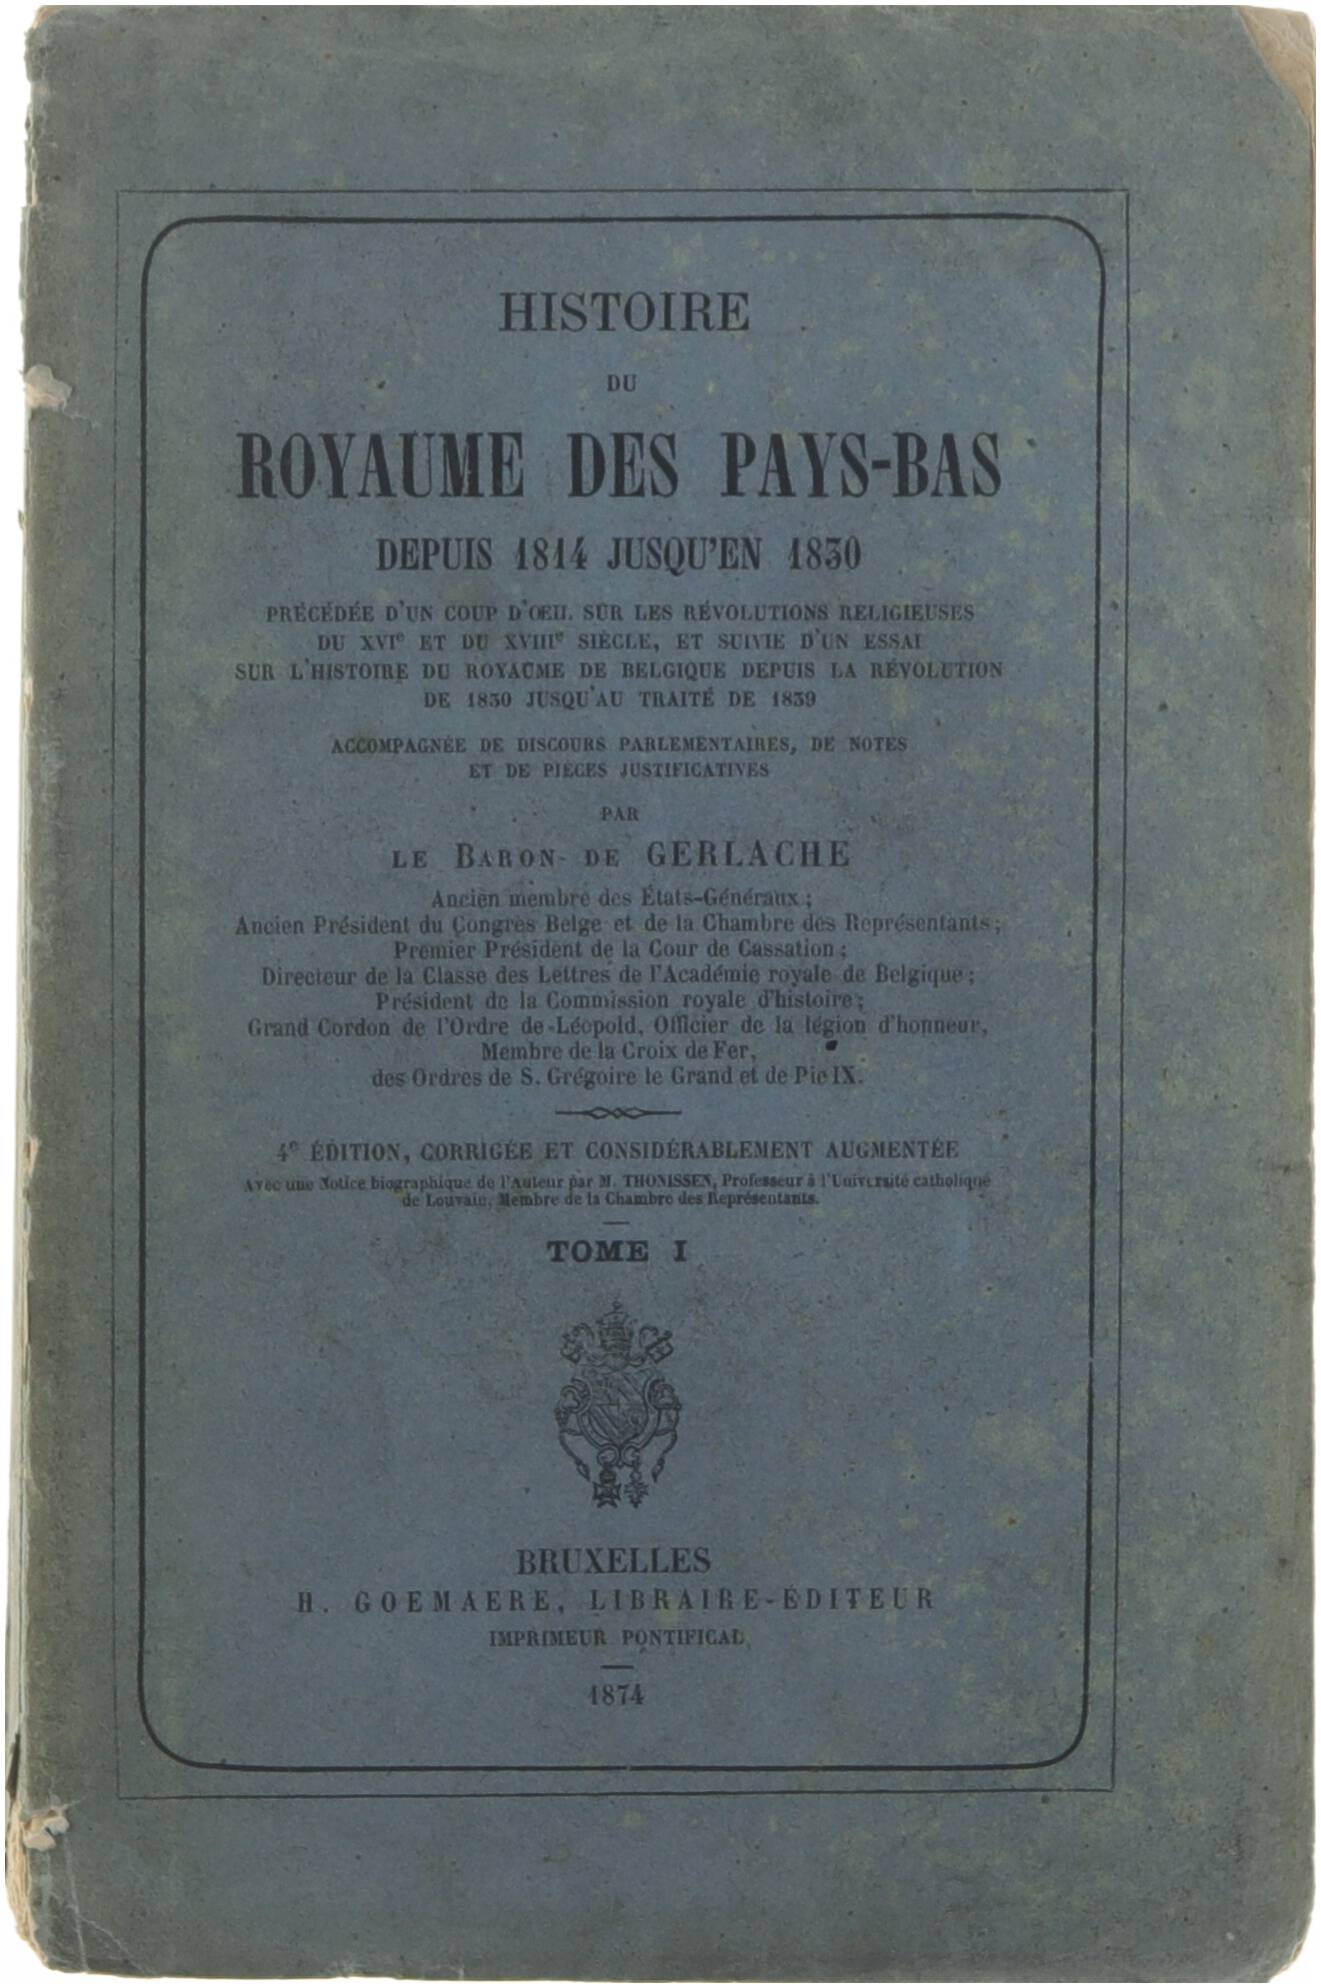 HISTOIRE
DU
ROYAUME DES PAYS-BAS
DEPUIS 1814 JUSQU'EN 1830
PRÉCÉDÉE D'UN COUP D'ŒIL SUR LES RÉVOLUTIONS RELIGIEUSES
DU XVIe ET DU XVIIIe SIÈCLE, ET SUIVIE D'UN ESSAI
SUR L'HISTOIRE DU ROYAUME DE BELGIQUE DEPUIS LA RÉVOLUTION
DE 1830 JUSQU'AU TRAITÉ DE 1839
ACCOMPAGNÉE DE DISCOURS PARLEMENTAIRES, DE NOTES
ET DE PIÈCES JUSTIFICATIVES
PAR
LE BARON DE GERLACHE
Ancien membre des États-Généraux ;
Ancien Président du Congrès Belge et de la Chambre des Représentants ;
Premier Président de la Cour de Cassation ;
Directeur de la Classe des Lettres de l'Académie royale de Belgique ;
Président de la Commission royale d'histoire ;
Grand Cordon de l'Ordre de Léopold, Officier de la légion d'honneur,
Membre de la Croix de Fer,
des Ordres de S. Grégoire le Grand et de Pie IX.
4e ÉDITION, CORRIGÉE ET CONSIDÉRABLEMENT AUGMENTÉE
Avec une Notice biographique de l'Auteur par M. THONISSEN, Professeur à l'Université catholique
de Louvain, Membre de la Chambre des Représentants.
TOME I
BRUXELLES
H. GOEMAERE, LIBRAIRE-ÉDITEUR
IMPRIMEUR PONTIFICAL
1874